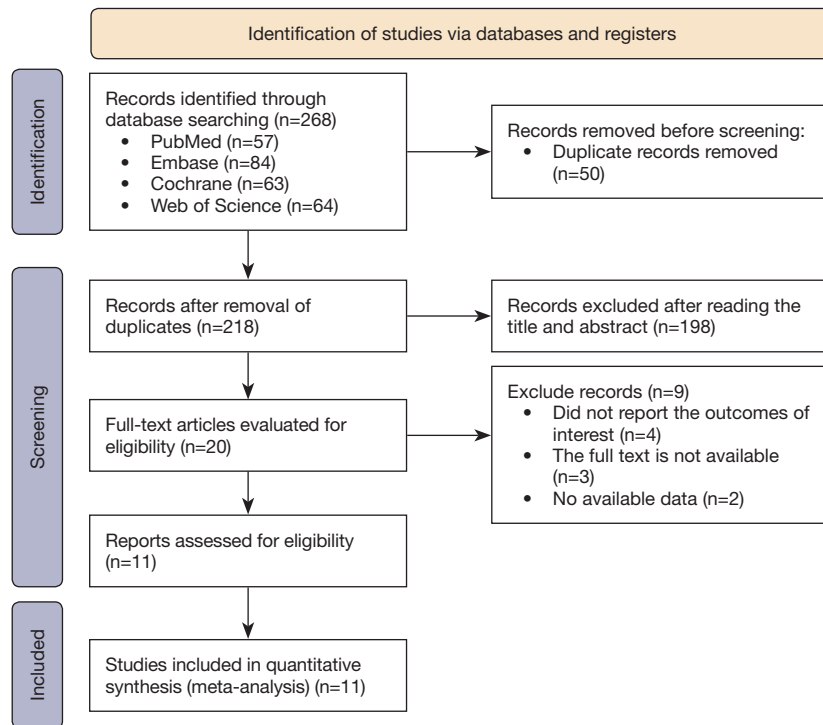 Identification of studies via databases and registers
Identification
Records identified through
database searching (n=268)
• PubMed (n=57)
• Embase (n=84)
• Cochrane (n=63)
• Web of Science (n=64)
Records removed before screening:
• Duplicate records removed
(n=50)
Screening
Records after removal of
duplicates (n=218)
Records excluded after reading the
title and abstract (n=198)
Full-text articles evaluated for
eligibility (n=20)
Exclude records (n=9)
• Did not report the outcomes of
interest (n=4)
• The full text is not available
(n=3)
• No available data (n=2)
Reports assessed for eligibility
(n=11)
Included
Studies included in quantitative
synthesis (meta-analysis) (n=11)